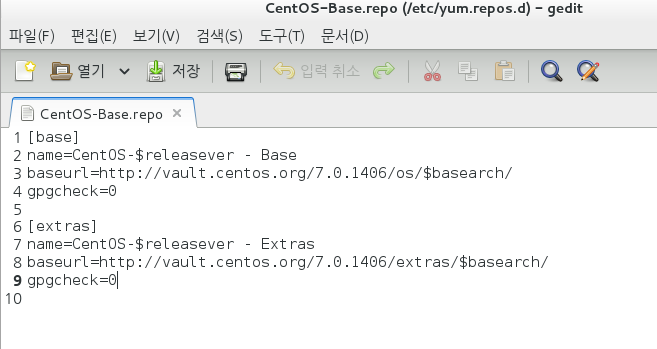 CentOS-Base.repo (/etc/yum.repos.d) – gedit
파일(F) 편집(E) 보기(V) 검색(S) 도구(T) 문서(D)
열기 저장 입력 취소
CentOS-Base.repo ×
1 [base]
2 name=CentOS-$releasever - Base
3 baseurl=http://vault.centos.org/7.0.1406/os/$basearch/
4 gpgcheck=0
5
6 [extras]
7 name=CentOS-$releasever - Extras
8 baseurl=http://vault.centos.org/7.0.1406/extras/$basearch/
9 gpgcheck=0
10